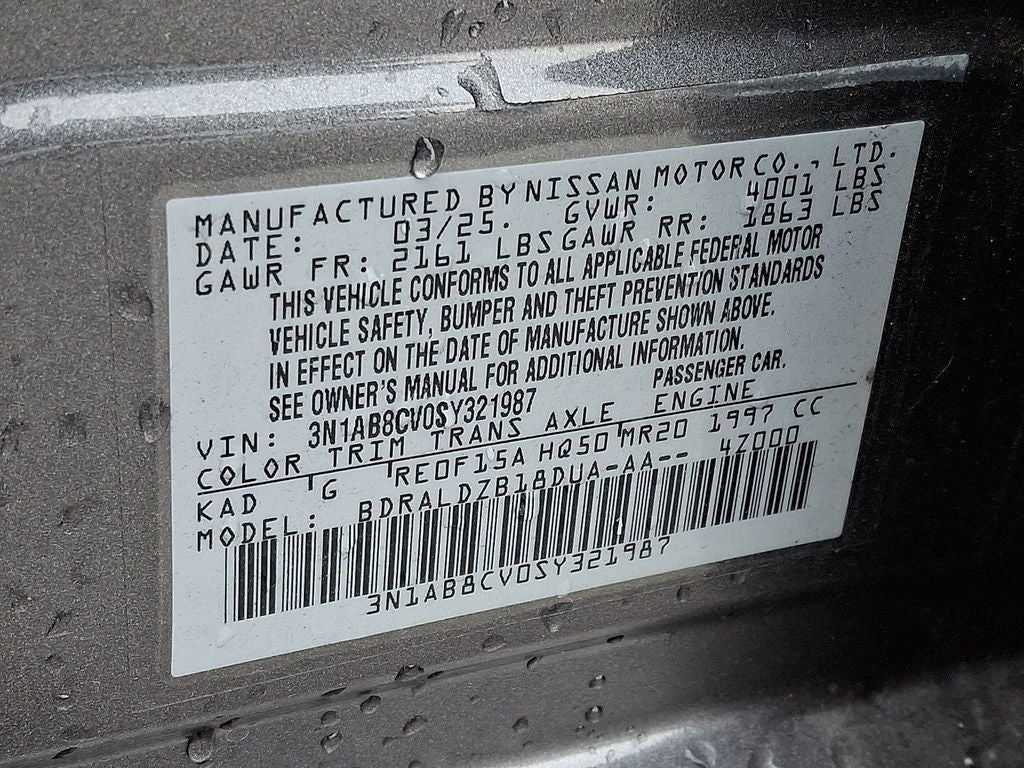 MANUFACTURED BY NISSAN MOTOR CO., LTD.
DATE: 03/25. GVWR: 4001 LBS
GAWR FR: 2161 LBS GAWR RR: 1863 LBS
THIS VEHICLE CONFORMS TO ALL APPLICABLE FEDERAL MOTOR
VEHICLE SAFETY, BUMPER AND THEFT PREVENTION STANDARDS
IN EFFECT ON THE DATE OF MANUFACTURE SHOWN ABOVE.
SEE OWNER'S MANUAL FOR ADDITIONAL INFORMATION.
VIN: 3N1AB8CV0SY321987 PASSENGER CAR.
COLOR TRIM TRANS AXLE ENGINE
KAD G RE0F15A HQ50 MR20 1997 CC
MODEL: BDRALDZB18DUA-AA-- 4Z000
3N1AB8CV0SY321987